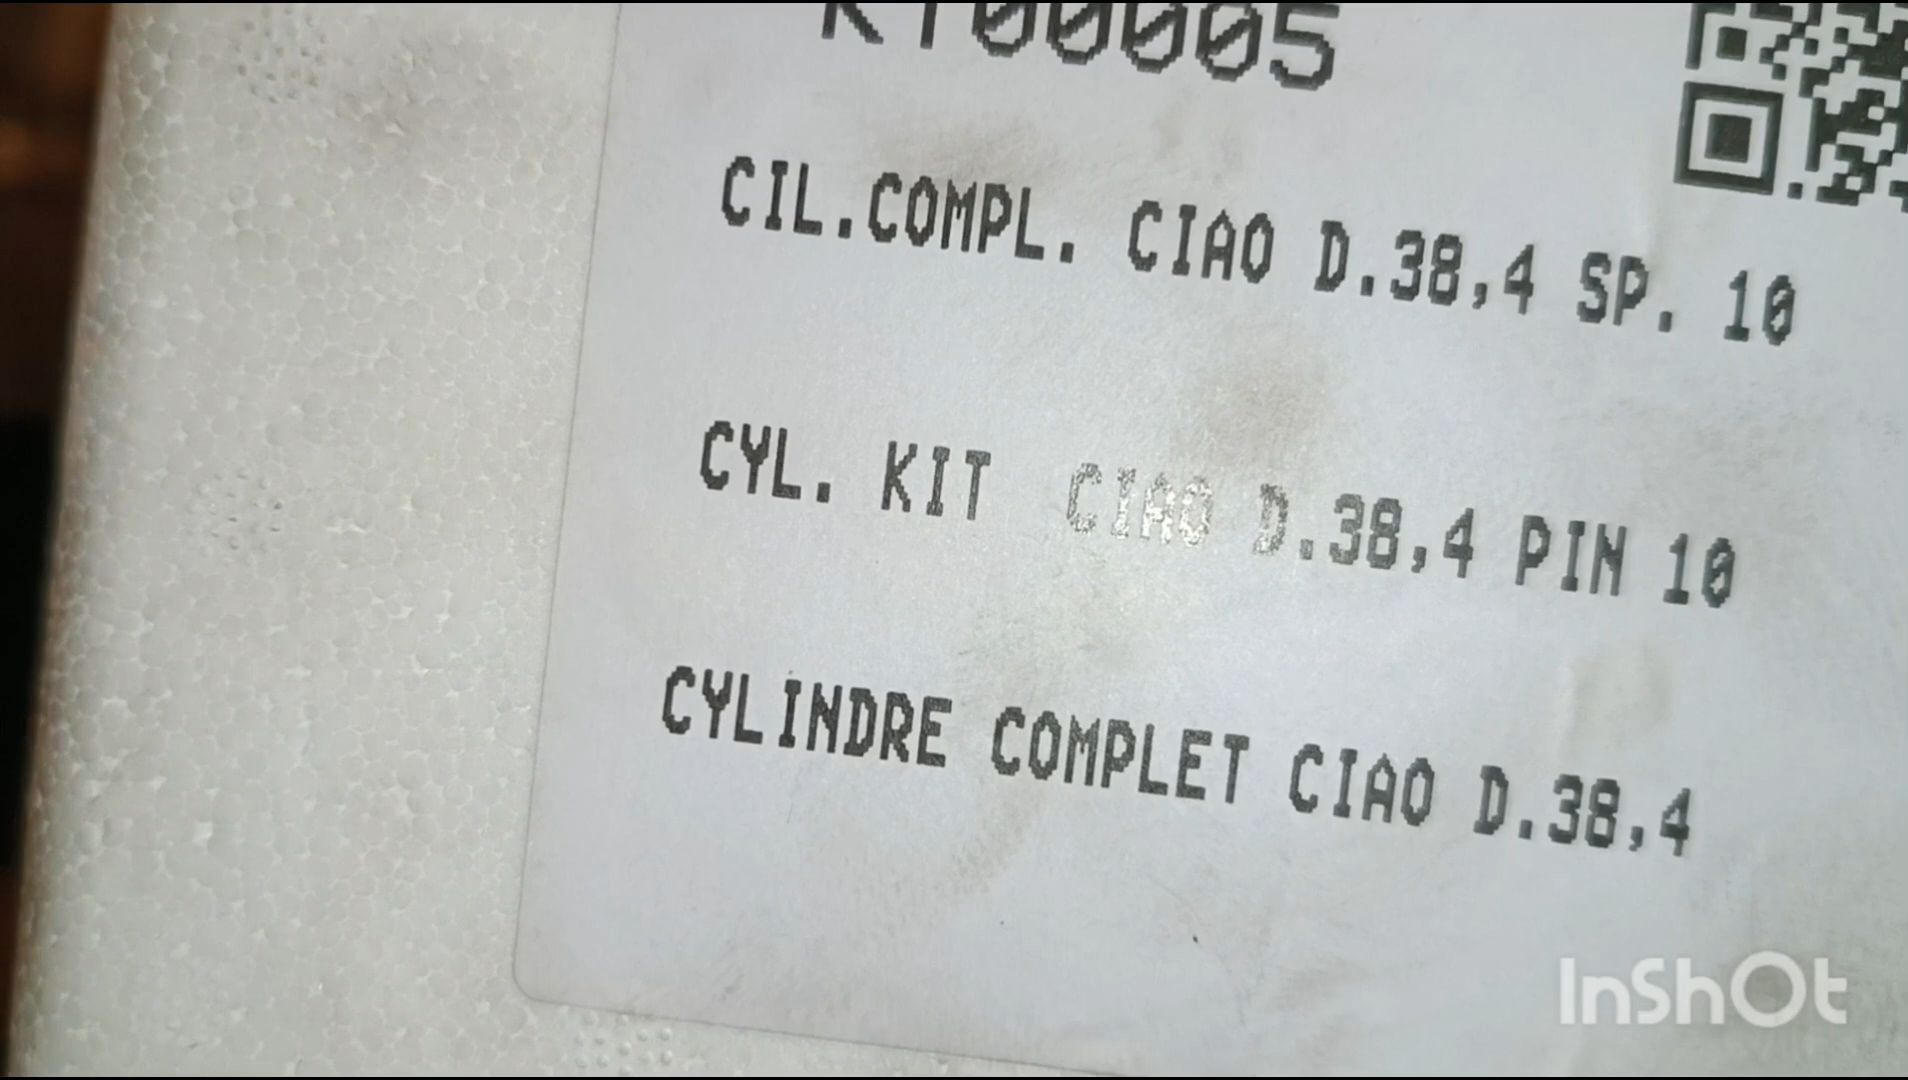 KT00005
CIL.COMPL. CIAO D.38,4 SP. 10
CYL. KIT CIAO D.38,4 PIN 10
CYLINDRE COMPLET CIAO D.38,4
InShOt